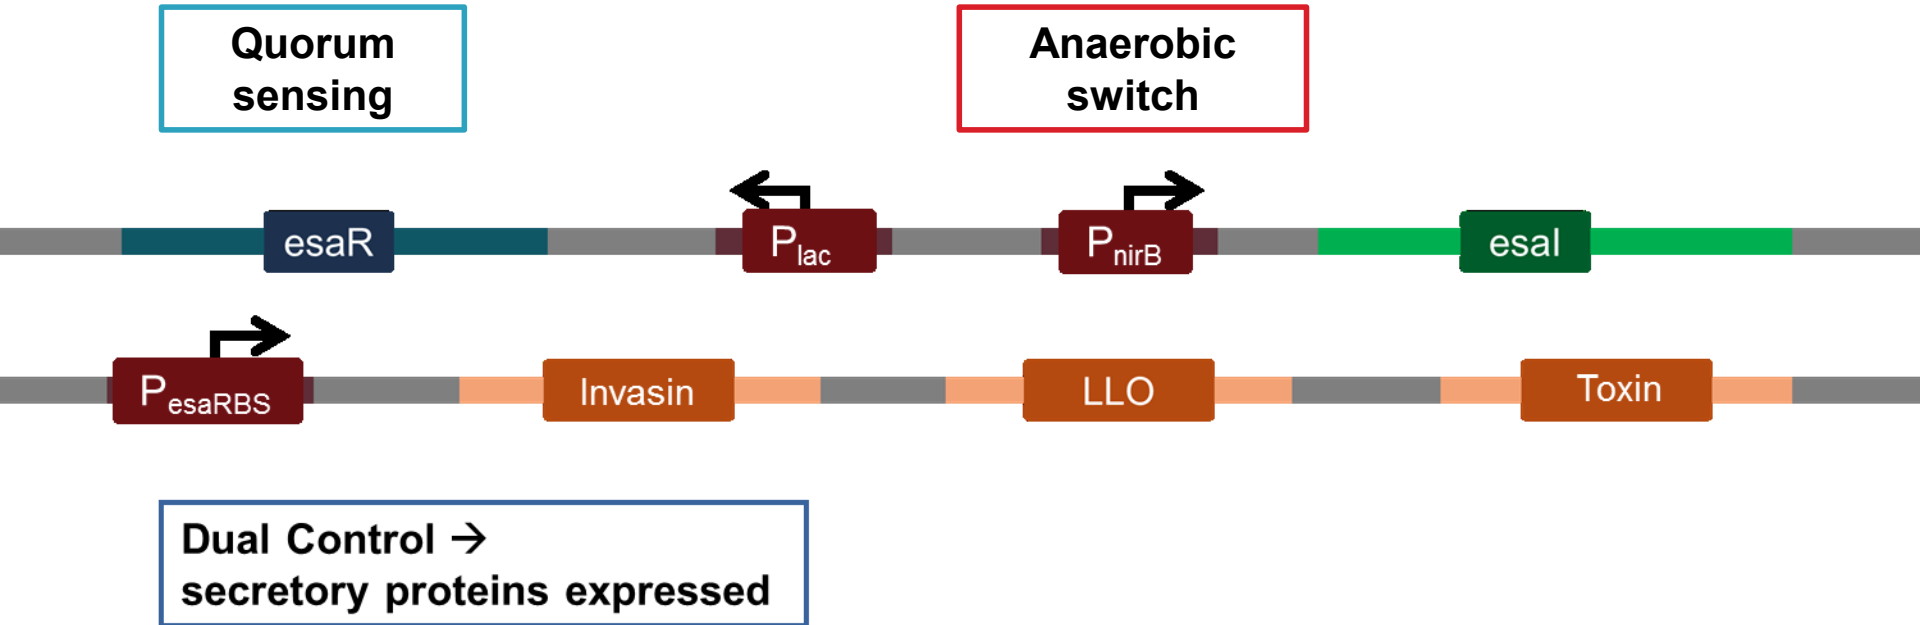 Quorum
sensing
Anaerobic
switch
esaR
Plac
PnirB
esaI
PesaRBS
Invasin
LLO
Toxin
Dual Control →
secretory proteins expressed